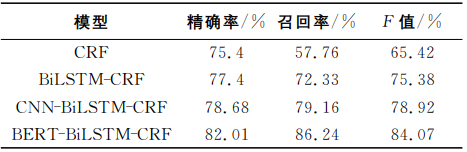 模型 精确率/% 召回率/% F 值/%
CRF 75.4 57.76 65.42
BiLSTM-CRF 77.4 72.33 75.38
CNN-BiLSTM-CRF 78.68 79.16 78.92
BERT-BiLSTM-CRF 82.01 86.24 84.07